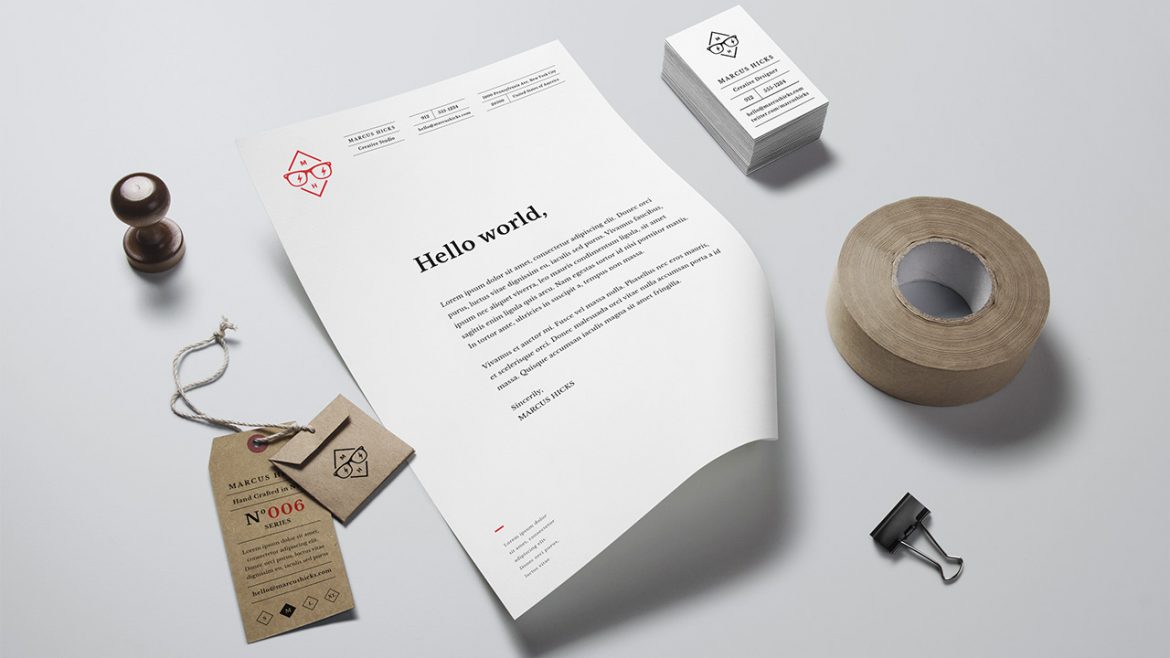 M
H
MARCUS HICKS
Creative Studio
912 555-1234
hello@marcushicks.com
1600 Pennsylvania Ave, New York City
20500 United States of America
Hello world,
Lorem ipsum dolor sit amet, consectetur adipiscing elit. Donec orci
purus, luctus vitae dignissim eu, iaculis sed purus. Vivamus faucibus,
ipsum nec aliquet viverra, leo mauris condimentum ligula, sit amet
sagittis enim ligula quis arcu. Nam egestas tortor id nisi porttitor mattis.
In tortor ante, ultricies in suscipit a, tempus non massa.
Vivamus et auctor mi. Fusce vel massa nulla. Phasellus nec eros mauris,
et scelerisque orci. Donec malesuada orci vitae nulla accumsan porta a id
massa. Quisque accumsan iaculis magna sit amet fringilla.
Sincerily,
MARCUS HICKS
Lorem ipsum dolor
sit amet, consectetur
adipiscing elit.
Donec orci purus,
luctus vitae
M
H
MARCUS HICKS
Creative Designer
912 555-1234
hello@marcushicks.com
twitter.com/marcushicks
M
H
MARCUS
Hand Crafted in
Nº006
SERIES
Lorem ipsum dolor sit amet,
consectetur adipiscing elit.
Donec orci purus, luctus vitae
dignissim eu, iaculis sed purus
hello@marcushicks.com
S M L XL